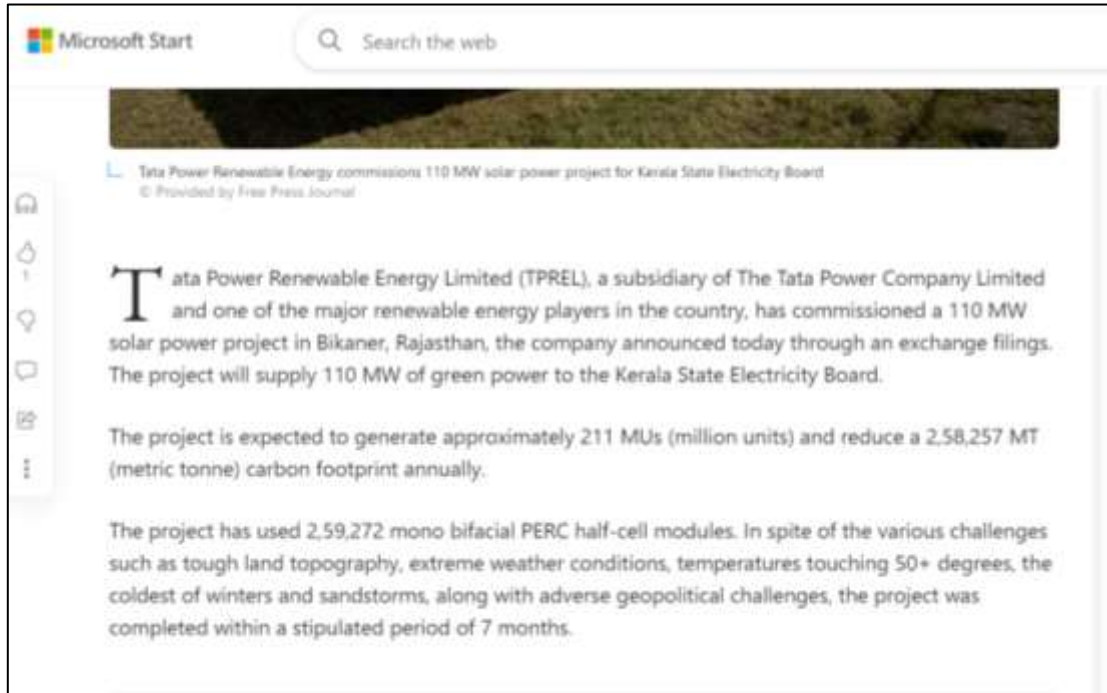 Microsoft Start
Search the web
Tata Power Renewable Energy commissions 110 MW solar power project for Kerala State Electricity Board
© Provided by Free Press Journal
1
Tata Power Renewable Energy Limited (TPREL), a subsidiary of The Tata Power Company Limited
and one of the major renewable energy players in the country, has commissioned a 110 MW
solar power project in Bikaner, Rajasthan, the company announced today through an exchange filings.
The project will supply 110 MW of green power to the Kerala State Electricity Board.
The project is expected to generate approximately 211 MUs (million units) and reduce a 2,58,257 MT
(metric tonne) carbon footprint annually.
The project has used 2,59,272 mono bifacial PERC half-cell modules. In spite of the various challenges
such as tough land topography, extreme weather conditions, temperatures touching 50+ degrees, the
coldest of winters and sandstorms, along with adverse geopolitical challenges, the project was
completed within a stipulated period of 7 months.